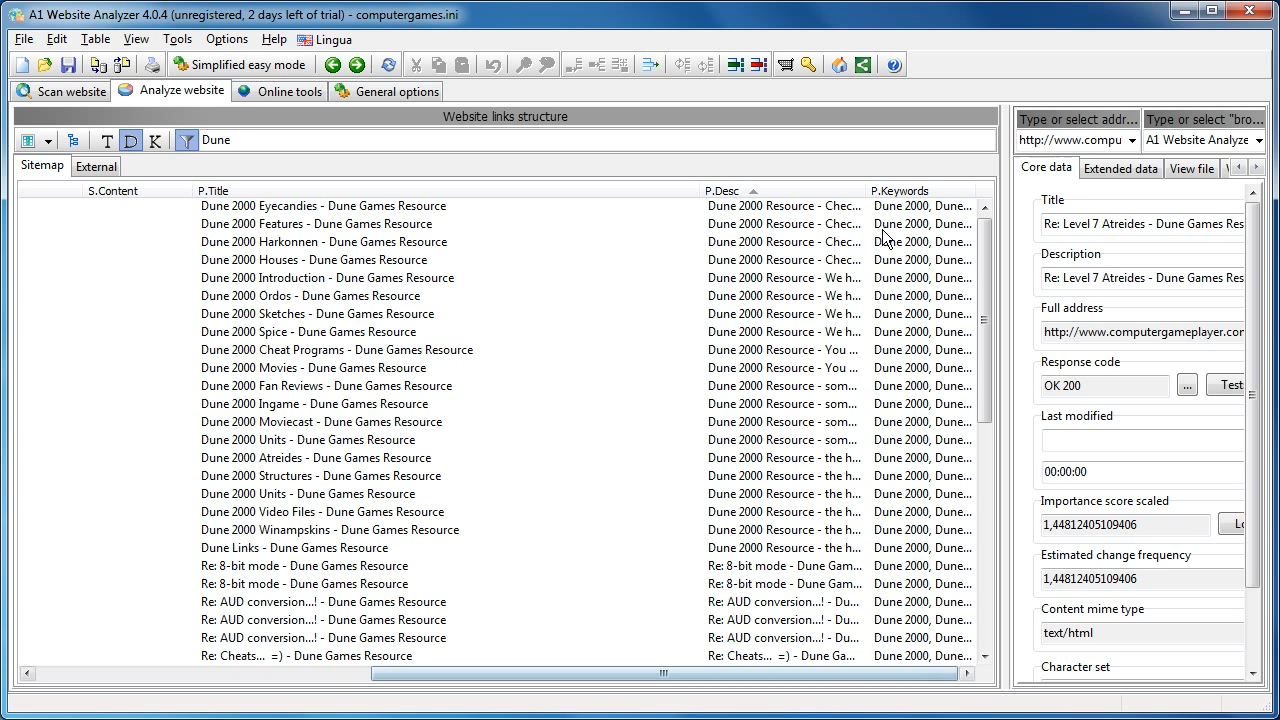 A1 Website Analyzer 4.0.4 (unregistered, 2 days left of trial) - computergames.ini
File Edit Table View Tools Options Help Lingua
Simplified easy mode
Scan website Analyze website Online tools General options
Website links structure
Type or select addr... Type or select "bro...
T D K Dune
http://www.compu A1 Website Analyze
Sitemap External
Core data Extended data View file
S.Content P.Title P.Desc P.Keywords
Dune 2000 Eyecandies - Dune Games Resource Dune 2000 Resource - Chec... Dune 2000, Dune...
Dune 2000 Features - Dune Games Resource Dune 2000 Resource - Chec... Dune 2000, Dune...
Dune 2000 Harkonnen - Dune Games Resource Dune 2000 Resource - Chec... Dune 2000, Dune...
Dune 2000 Houses - Dune Games Resource Dune 2000 Resource - Chec... Dune 2000, Dune...
Dune 2000 Introduction - Dune Games Resource Dune 2000 Resource - We h... Dune 2000, Dune...
Dune 2000 Ordos - Dune Games Resource Dune 2000 Resource - We h... Dune 2000, Dune...
Dune 2000 Sketches - Dune Games Resource Dune 2000 Resource - We h... Dune 2000, Dune...
Dune 2000 Spice - Dune Games Resource Dune 2000 Resource - We h... Dune 2000, Dune...
Dune 2000 Cheat Programs - Dune Games Resource Dune 2000 Resource - You ... Dune 2000, Dune...
Dune 2000 Movies - Dune Games Resource Dune 2000 Resource - You ... Dune 2000, Dune...
Dune 2000 Fan Reviews - Dune Games Resource Dune 2000 Resource - som... Dune 2000, Dune...
Dune 2000 Ingame - Dune Games Resource Dune 2000 Resource - som... Dune 2000, Dune...
Dune 2000 Moviecast - Dune Games Resource Dune 2000 Resource - som... Dune 2000, Dune...
Dune 2000 Units - Dune Games Resource Dune 2000 Resource - som... Dune 2000, Dune...
Dune 2000 Atreides - Dune Games Resource Dune 2000 Resource - the h... Dune 2000, Dune...
Dune 2000 Structures - Dune Games Resource Dune 2000 Resource - the h... Dune 2000, Dune...
Dune 2000 Units - Dune Games Resource Dune 2000 Resource - the h... Dune 2000, Dune...
Dune 2000 Video Files - Dune Games Resource Dune 2000 Resource - the h... Dune 2000, Dune...
Dune 2000 Winampskins - Dune Games Resource Dune 2000 Resource - the h... Dune 2000, Dune...
Dune Links - Dune Games Resource Dune 2000 Resource - the h... Dune 2000, Dune...
Re: 8-bit mode - Dune Games Resource Re: 8-bit mode - Dune Gam... Dune 2000, Dune...
Re: 8-bit mode - Dune Games Resource Re: 8-bit mode - Dune Gam... Dune 2000, Dune...
Re: AUD conversion...! - Dune Games Resource Re: AUD conversion...! - Du... Dune 2000, Dune...
Re: AUD conversion...! - Dune Games Resource Re: AUD conversion...! - Du... Dune 2000, Dune...
Re: AUD conversion...! - Dune Games Resource Re: AUD conversion...! - Du... Dune 2000, Dune...
Re: Cheats... =) - Dune Games Resource Re: Cheats... =) - Dune Ga... Dune 2000, Dune...
Title
Re: Level 7 Atreides - Dune Games Res
Description
Re: Level 7 Atreides - Dune Games Res
Full address
http://www.computergameplayer.con
Response code
OK 200 ... Test
Last modified
00:00:00
Importance score scaled
1,44812405109406 Lo
Estimated change frequency
1,44812405109406
Content mime type
text/html
Character set